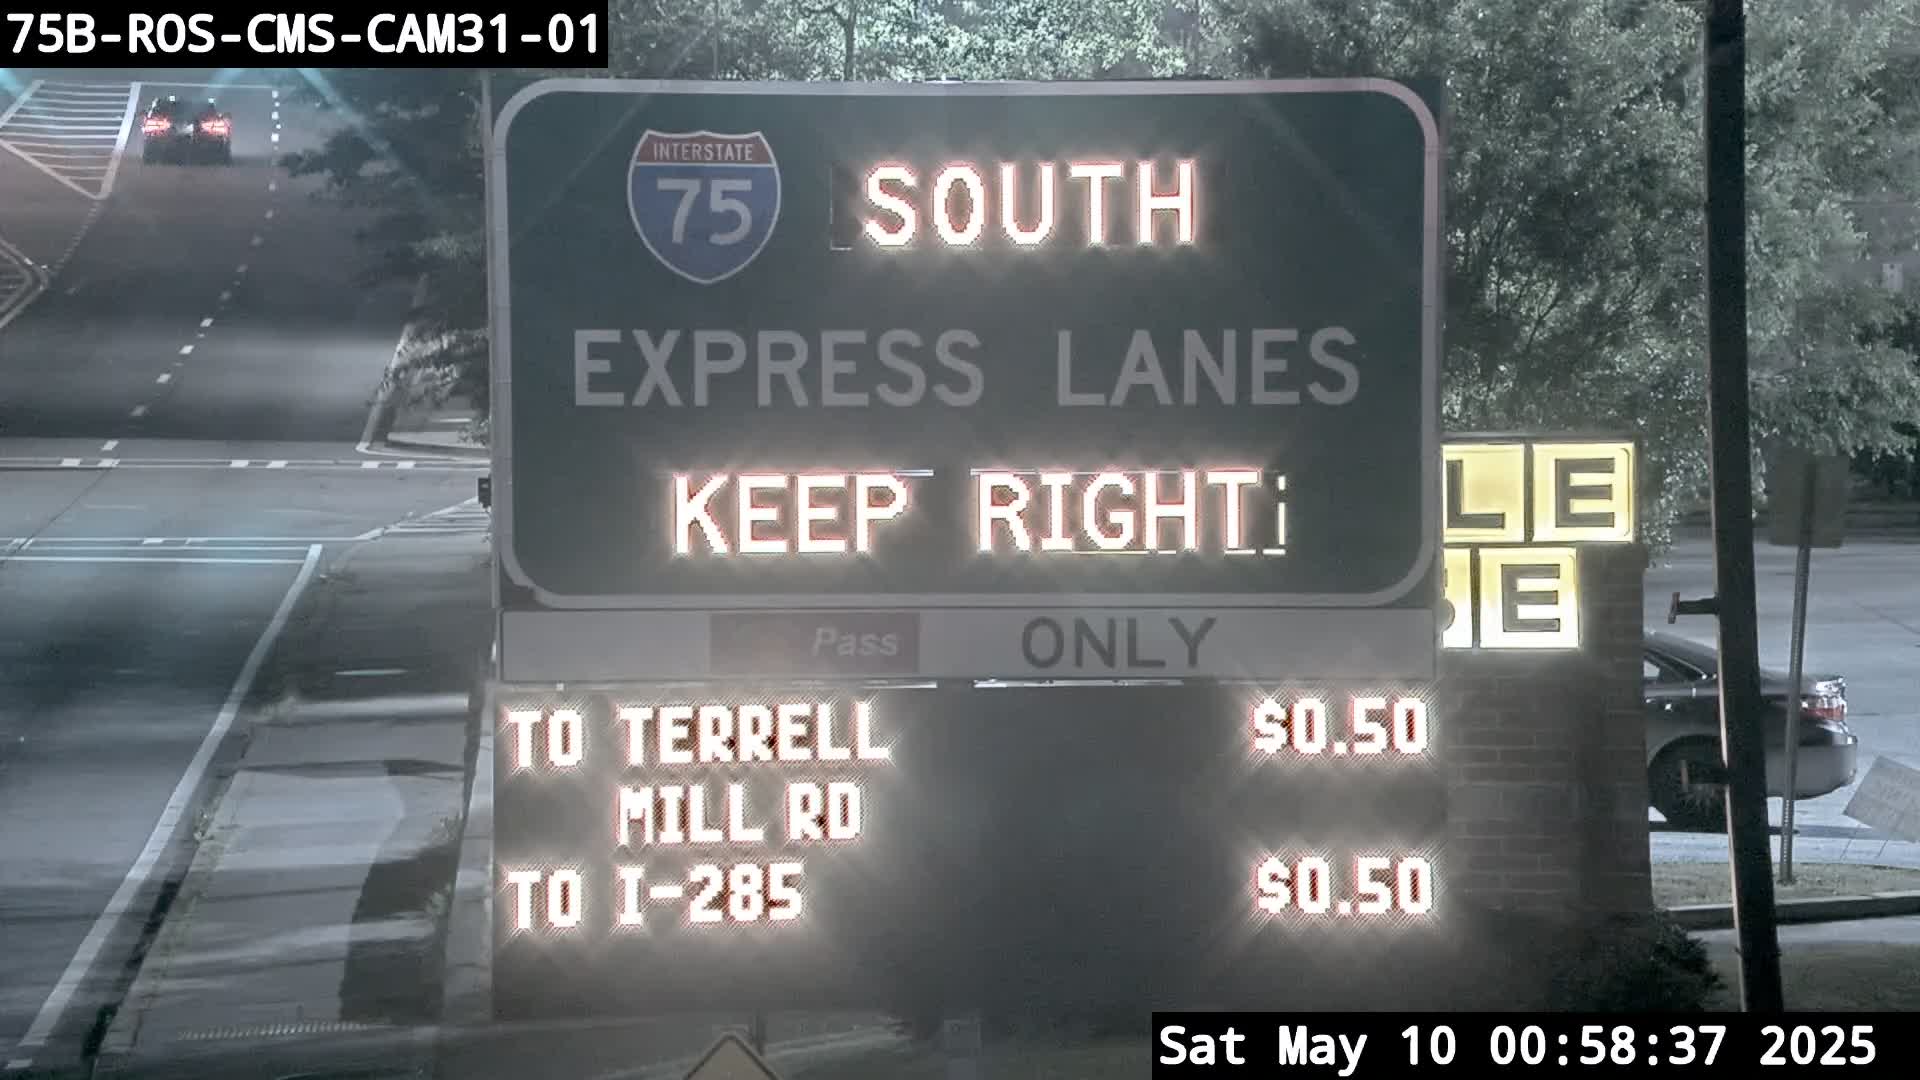 75B-ROS-CMS-CAM31-01
INTERSTATE
75
SOUTH
EXPRESS LANES
KEEP RIGHT
Pass ONLY
TO TERRELL $0.50
MILL RD
TO I-285 $0.50
LE
E
Sat May 10 00:58:37 2025